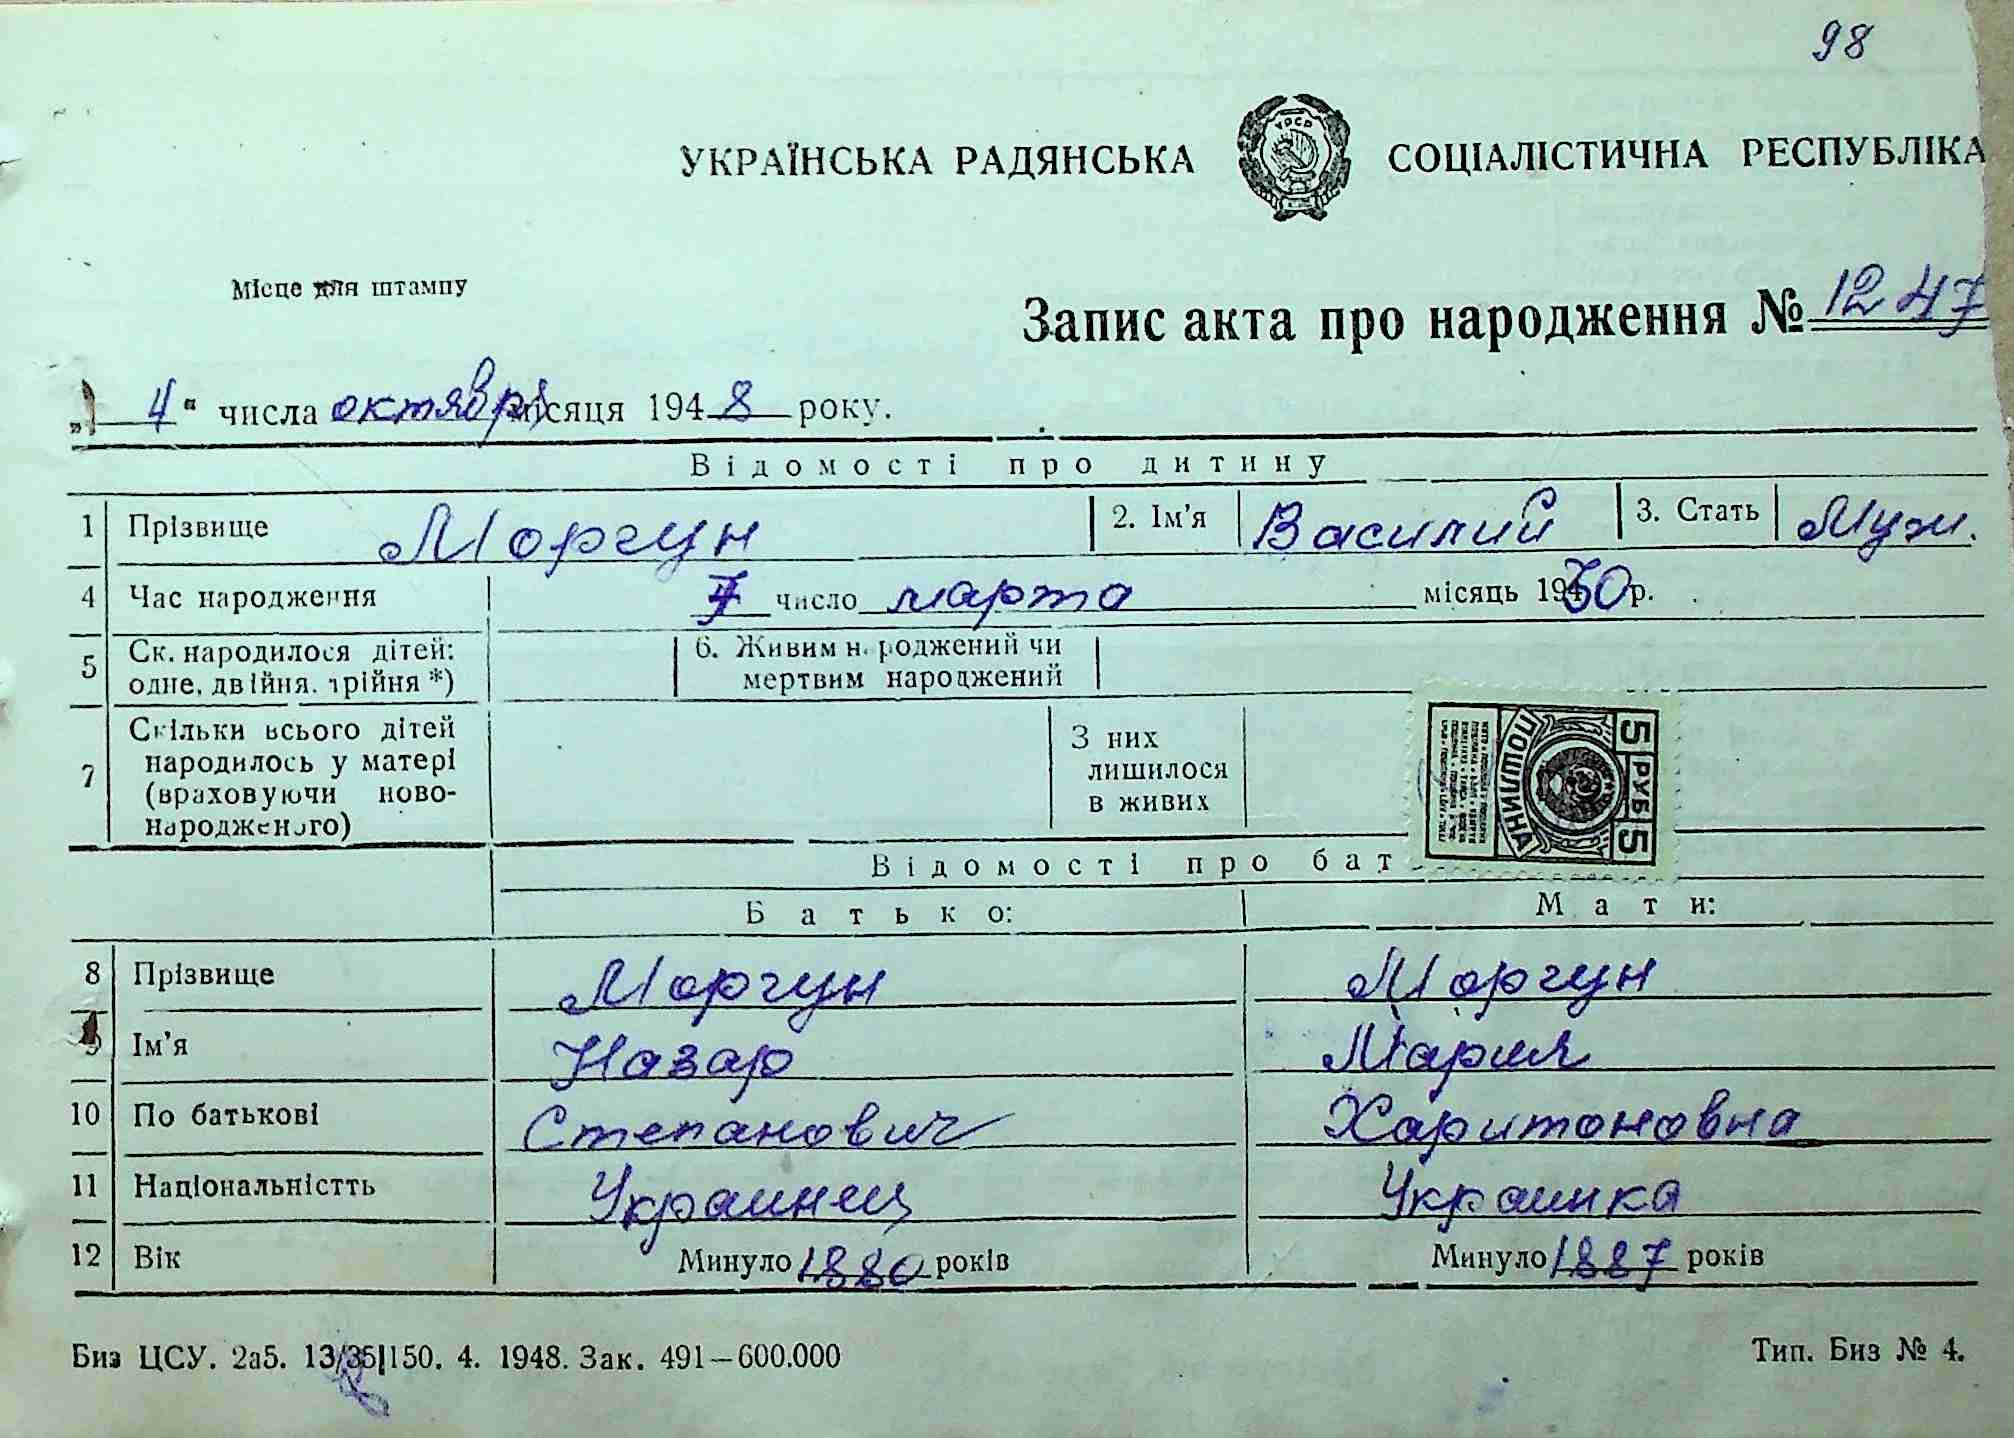 98
УКРАЇНСЬКА РАДЯНСЬКА СОЦІАЛІСТИЧНА РЕСПУБЛІКА
УРСР
Місце для штампу
Запис акта про народження № 1247
„4“ числа октября місяця 1948 року.
Відомості про дитину
1 Прізвище Моргун 2. Ім’я Василий 3. Стать Муж.
4 Час народження 7 число марта місяць 1930 р.
5 Ск. народилося дітей: одне, двійня, трійня *) 6. Живим народжений чи мертвим народжений
7 Скільки всього дітей народилось у матері (враховуючи ново-народженого) З них лишилося в живих
5 РУБ 5
ПОШЛИНА
Відомості про бат
Батько: Мати:
8 Прізвище Моргун Моргун
9 Ім’я Назар Мария
10 По батькові Степанович Харитоновна
11 Національністть Украинец Украинка
12 Вік Минуло 1880 років Минуло 1887 років
Биз ЦСУ. 2а5. 13/35|150. 4. 1948. Зак. 491—600.000 Тип. Биз № 4.